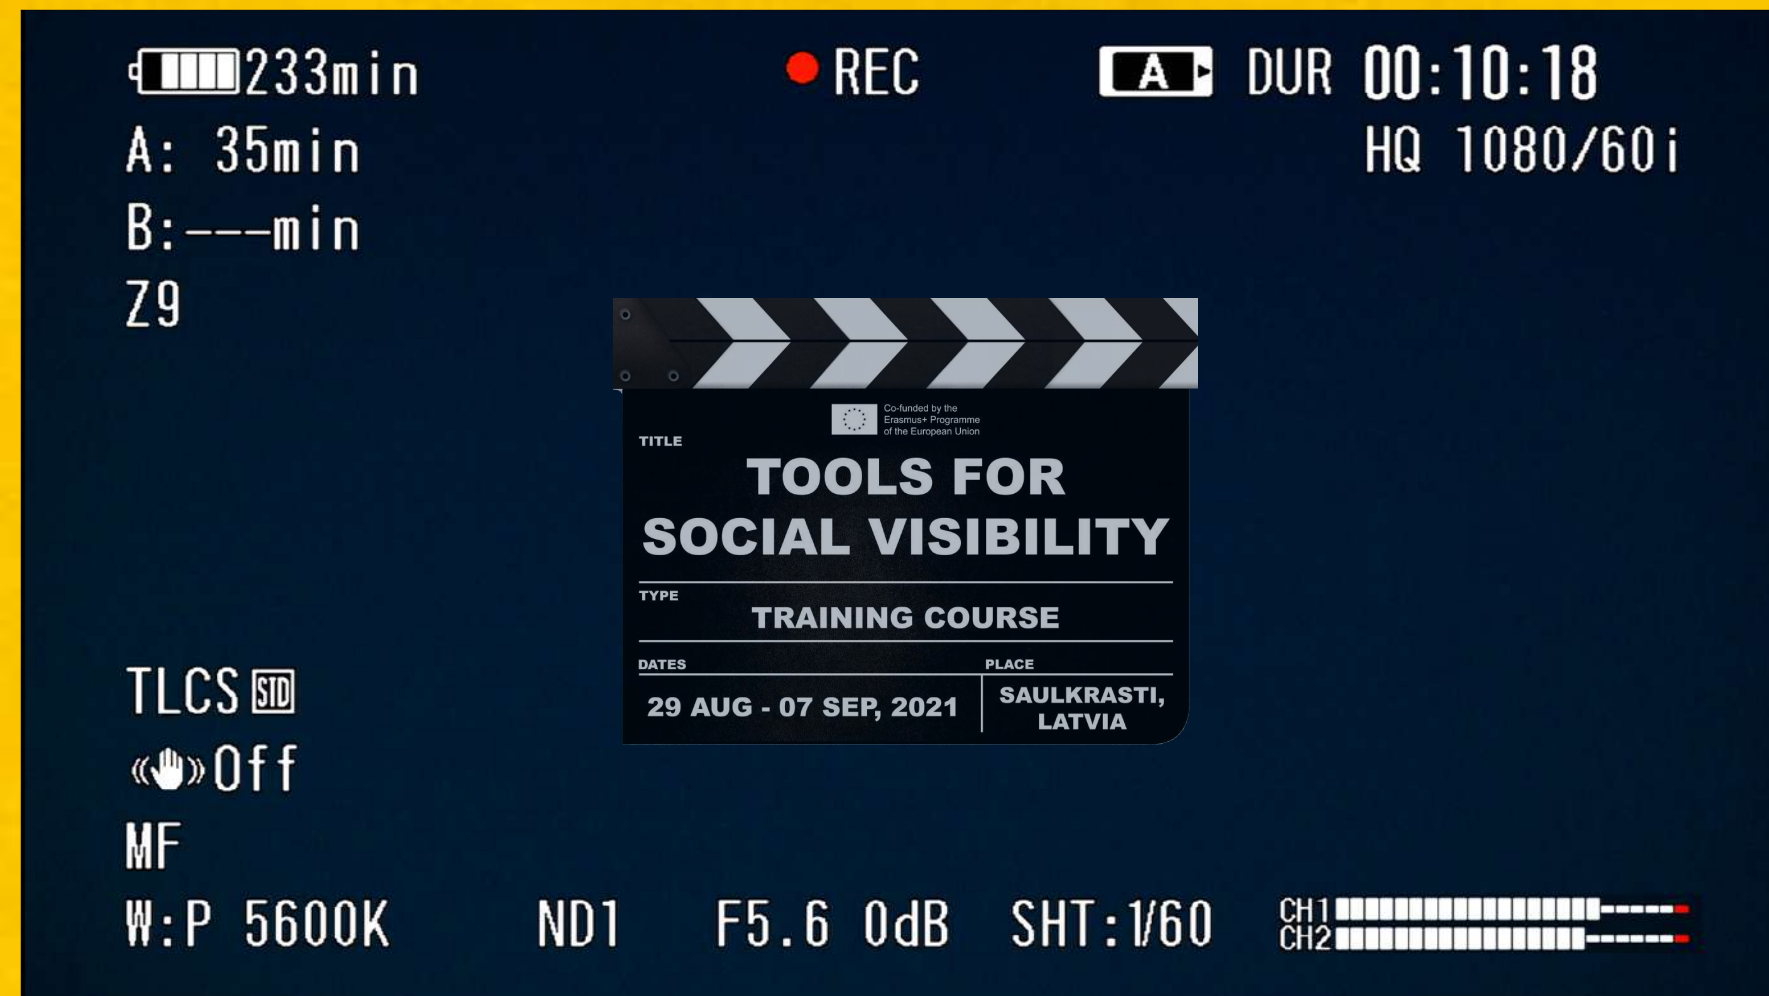 233min
REC
A DUR 00:10:18
A: 35min
HQ 1080/60i
B:---min
Z9
Co-funded by the
Erasmus+ Programme
of the European Union
TITLE
TOOLS FOR
SOCIAL VISIBILITY
TYPE
TRAINING COURSE
DATES
PLACE
29 AUG - 07 SEP, 2021
SAULKRASTI,
LATVIA
TLCS STD
Off
MF
W:P 5600K ND1 F5.6 0dB SHT:1/60
CH1
CH2